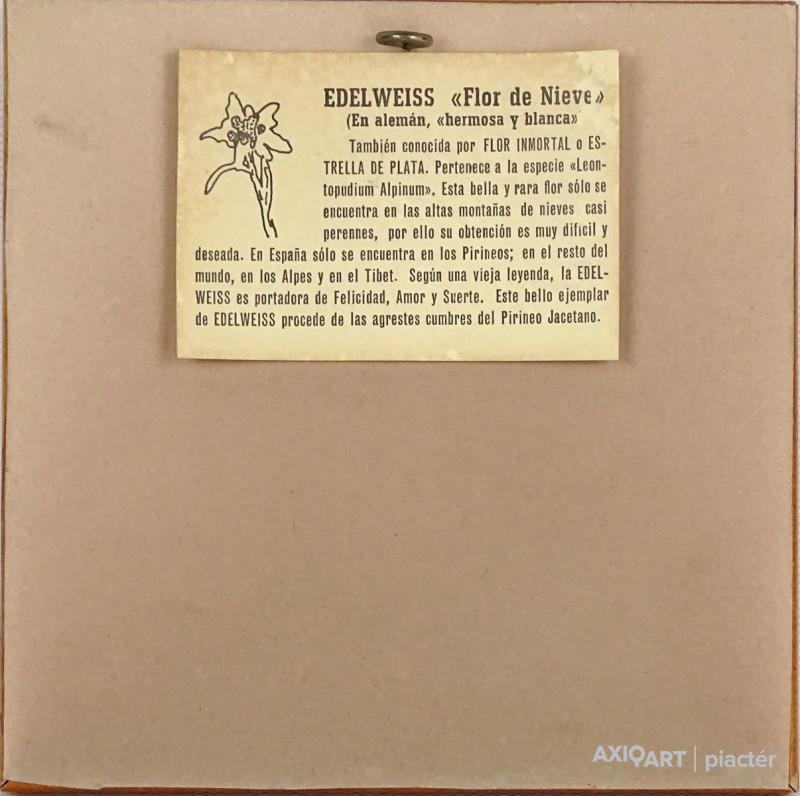 EDELWEISS «Flor de Nieve»
(En alemán, «hermosa y blanca»
También conocida por FLOR INMORTAL o ES-
TRELLA DE PLATA. Pertenece a la especie «Leon-
topudium Alpinum». Esta bella y rara flor sólo se
encuentra en las altas montañas de nieves casi
perennes, por ello su obtención es muy difícil y
deseada. En España sólo se encuentra en los Pirineos; en el resto del
mundo, en los Alpes y en el Tibet. Según una vieja leyenda, la EDEL-
WEISS es portadora de Felicidad, Amor y Suerte. Este bello ejemplar
de EDELWEISS procede de las agrestes cumbres del Pirineo Jacetano.
AXIOART | piactér